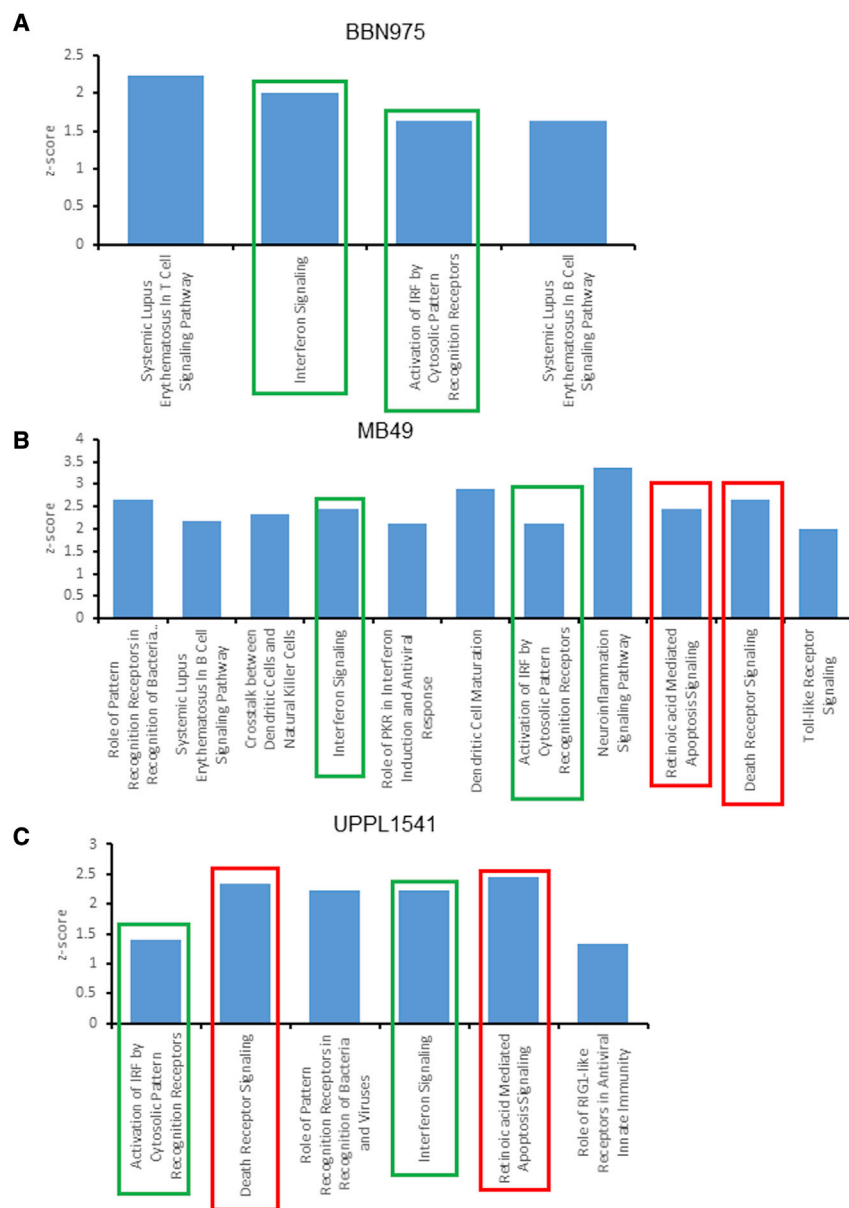 A
BBN975
2.5
2
1.5
1
0.5
0
z-score
Systemic Lupus
Erythematosus In T Cell
Signaling Pathway
Interferon Signaling
Activation of IRF by
Cytosolic Pattern
Recognition Receptors
Systemic Lupus
Erythematosus In B Cell
Signaling Pathway
B
MB49
4
3.5
3
2.5
2
1.5
1
0.5
0
z-score
Role of Pattern
Recognition Receptors in
Recognition of Bacteria..
Systemic Lupus
Erythematosus In B Cell
Signaling Pathway
Crosstalk between
Dendritic Cells and
Natural Killer Cells
Interferon Signaling
Role of PKR in Interferon
Induction and Antiviral
Response
Dendritic Cell Maturation
Activation of IRF by
Cytosolic Pattern
Recognition Receptors
Neuroinflammation
Signaling Pathway
Retinoic acid Mediated
Apoptosis Signaling
Death Receptor Signaling
Toll-like Receptor
Signaling
C
UPPL1541
3
2.5
2
1.5
1
0.5
0
z-score
Activation of IRF by
Cytosolic Pattern
Recognition Receptors
Death Receptor Signaling
Role of Pattern
Recognition Receptors in
Recognition of Bacteria
and Viruses
Interferon Signaling
Retinoic acid Mediated
Apoptosis Signaling
Role of RIG1-like
Receptors in Antiviral
Innate Immunity